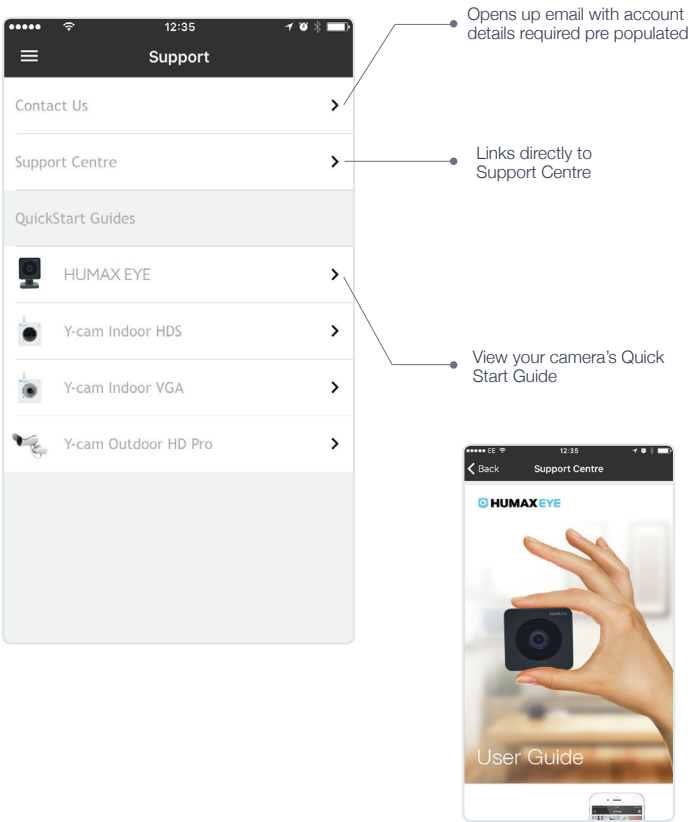 12:35
Support
Contact Us
Support Centre
QuickStart Guides
HUMAX EYE
Y-cam Indoor HDS
Y-cam Indoor VGA
Y-cam Outdoor HD Pro
Opens up email with account
details required pre populated
Links directly to
Support Centre
View your camera’s Quick
Start Guide
EE 12:35
Back Support Centre
HUMAX EYE
HUMAX
User Guide